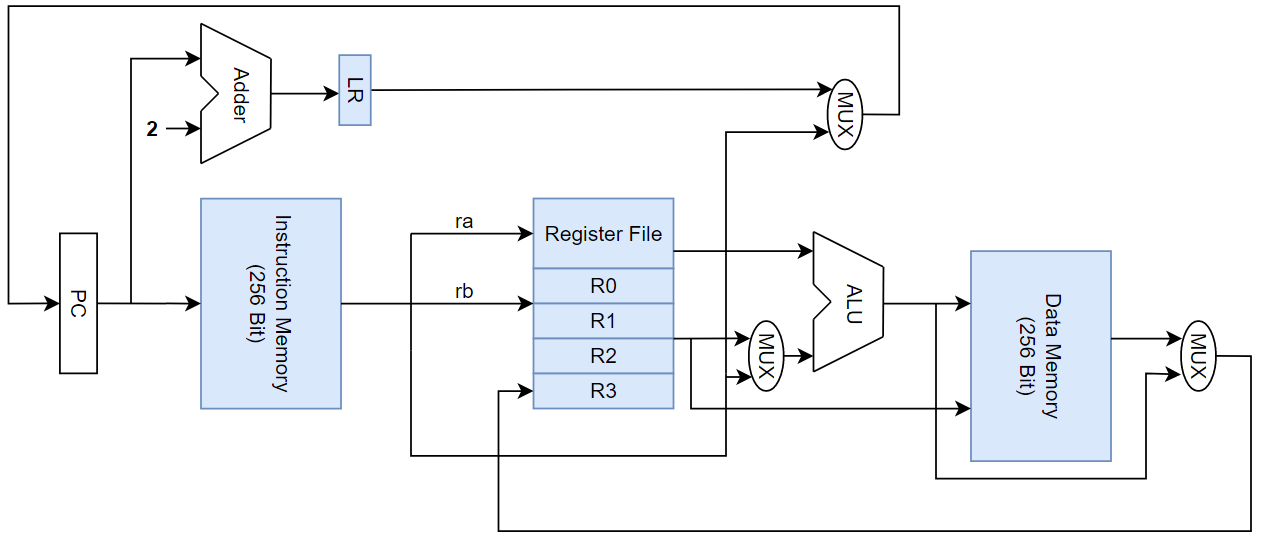 Adder
2
LR
MUX
PC
Instruction Memory
(256 Bit)
ra
rb
Register File
R0
R1
R2
R3
MUX
ALU
Data Memory
(256 Bit)
MUX